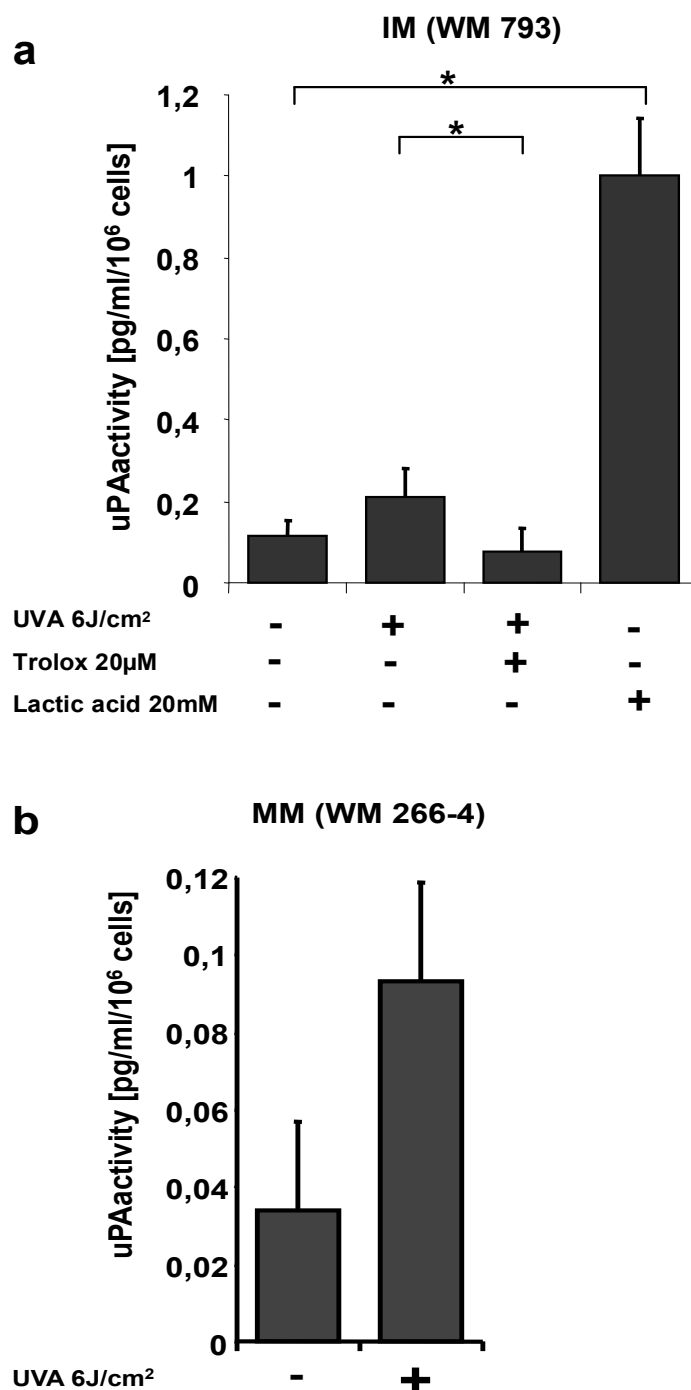 a
IM (WM 793)
*
*
uPAactivity [pg/ml/10⁶ cells]
1,2
1
0,8
0,6
0,4
0,2
0
UVA 6J/cm² - + + -
Trolox 20µM - - + -
Lactic acid 20mM - - - +
b
MM (WM 266-4)
uPAactivity [pg/ml/10⁶ cells]
0,12
0,1
0,08
0,06
0,04
0,02
0
UVA 6J/cm² - +